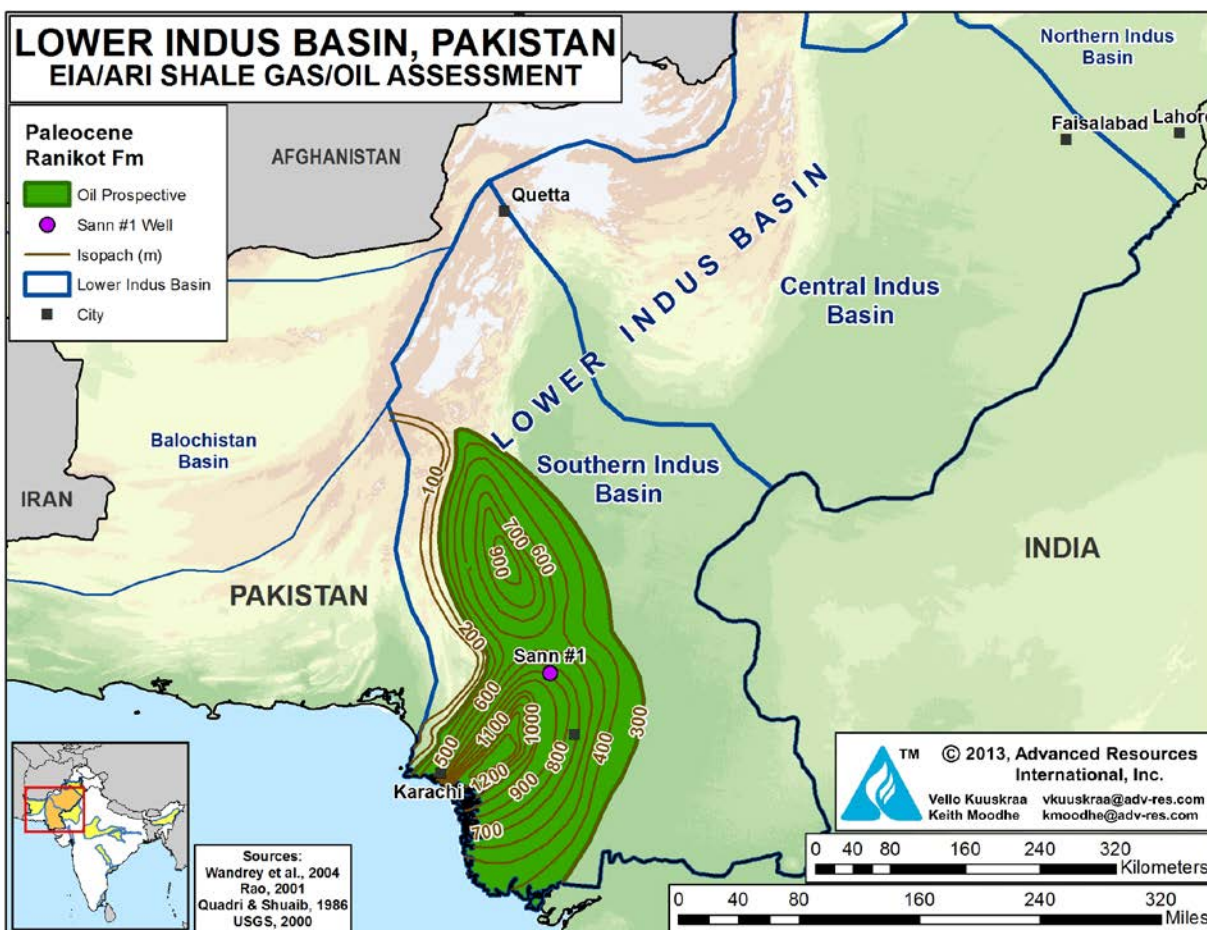 LOWER INDUS BASIN, PAKISTAN
EIA/ARI SHALE GAS/OIL ASSESSMENT
Northern Indus
Basin
Paleocene
Ranikot Fm
Oil Prospective
Sann #1 Well
Isopach (m)
Lower Indus Basin
City
AFGHANISTAN
Faisalabad
Lahore
Quetta
LOWER INDUS BASIN
Central Indus
Basin
Balochistan
Basin
Southern Indus
Basin
IRAN
100
700
600
800
INDIA
PAKISTAN
200
Sann #1
600
1100
1000
500
1200
900
800
400
300
700
Karachi
TM
© 2013, Advanced Resources
International, Inc.
Vello Kuuskraa vkuuskraa@adv-res.com
Keith Moodhe kmoodhe@adv-res.com
Sources:
Wandrey et al., 2004
Rao, 2001
Quadri & Shuaib, 1986
USGS, 2000
0 40 80 160 240 320
Kilometers
0 40 80 160 240 320
Miles